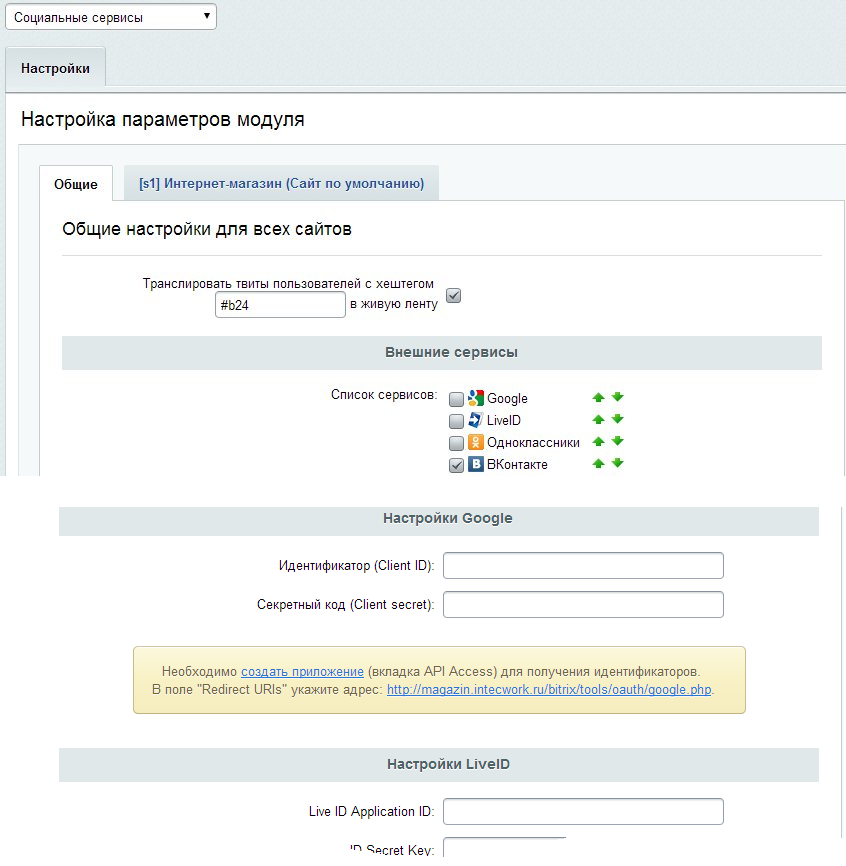 Социальные сервисы
Настройки
Настройка параметров модуля
Общие
[s1] Интернет-магазин (Сайт по умолчанию)
Общие настройки для всех сайтов
Транслировать твиты пользователей с хештегом
#b24 в живую ленту
Внешние сервисы
Список сервисов:
Google
LiveID
Одноклассники
ВКонтакте
Настройки Google
Идентификатор (Client ID):
Секретный код (Client secret):
Необходимо создать приложение (вкладка API Access) для получения идентификаторов.
В поле "Redirect URIs" укажите адрес: http://magazin.intecwork.ru/bitrix/tools/oauth/google.php.
Настройки LiveID
Live ID Application ID:
ID Secret Key: